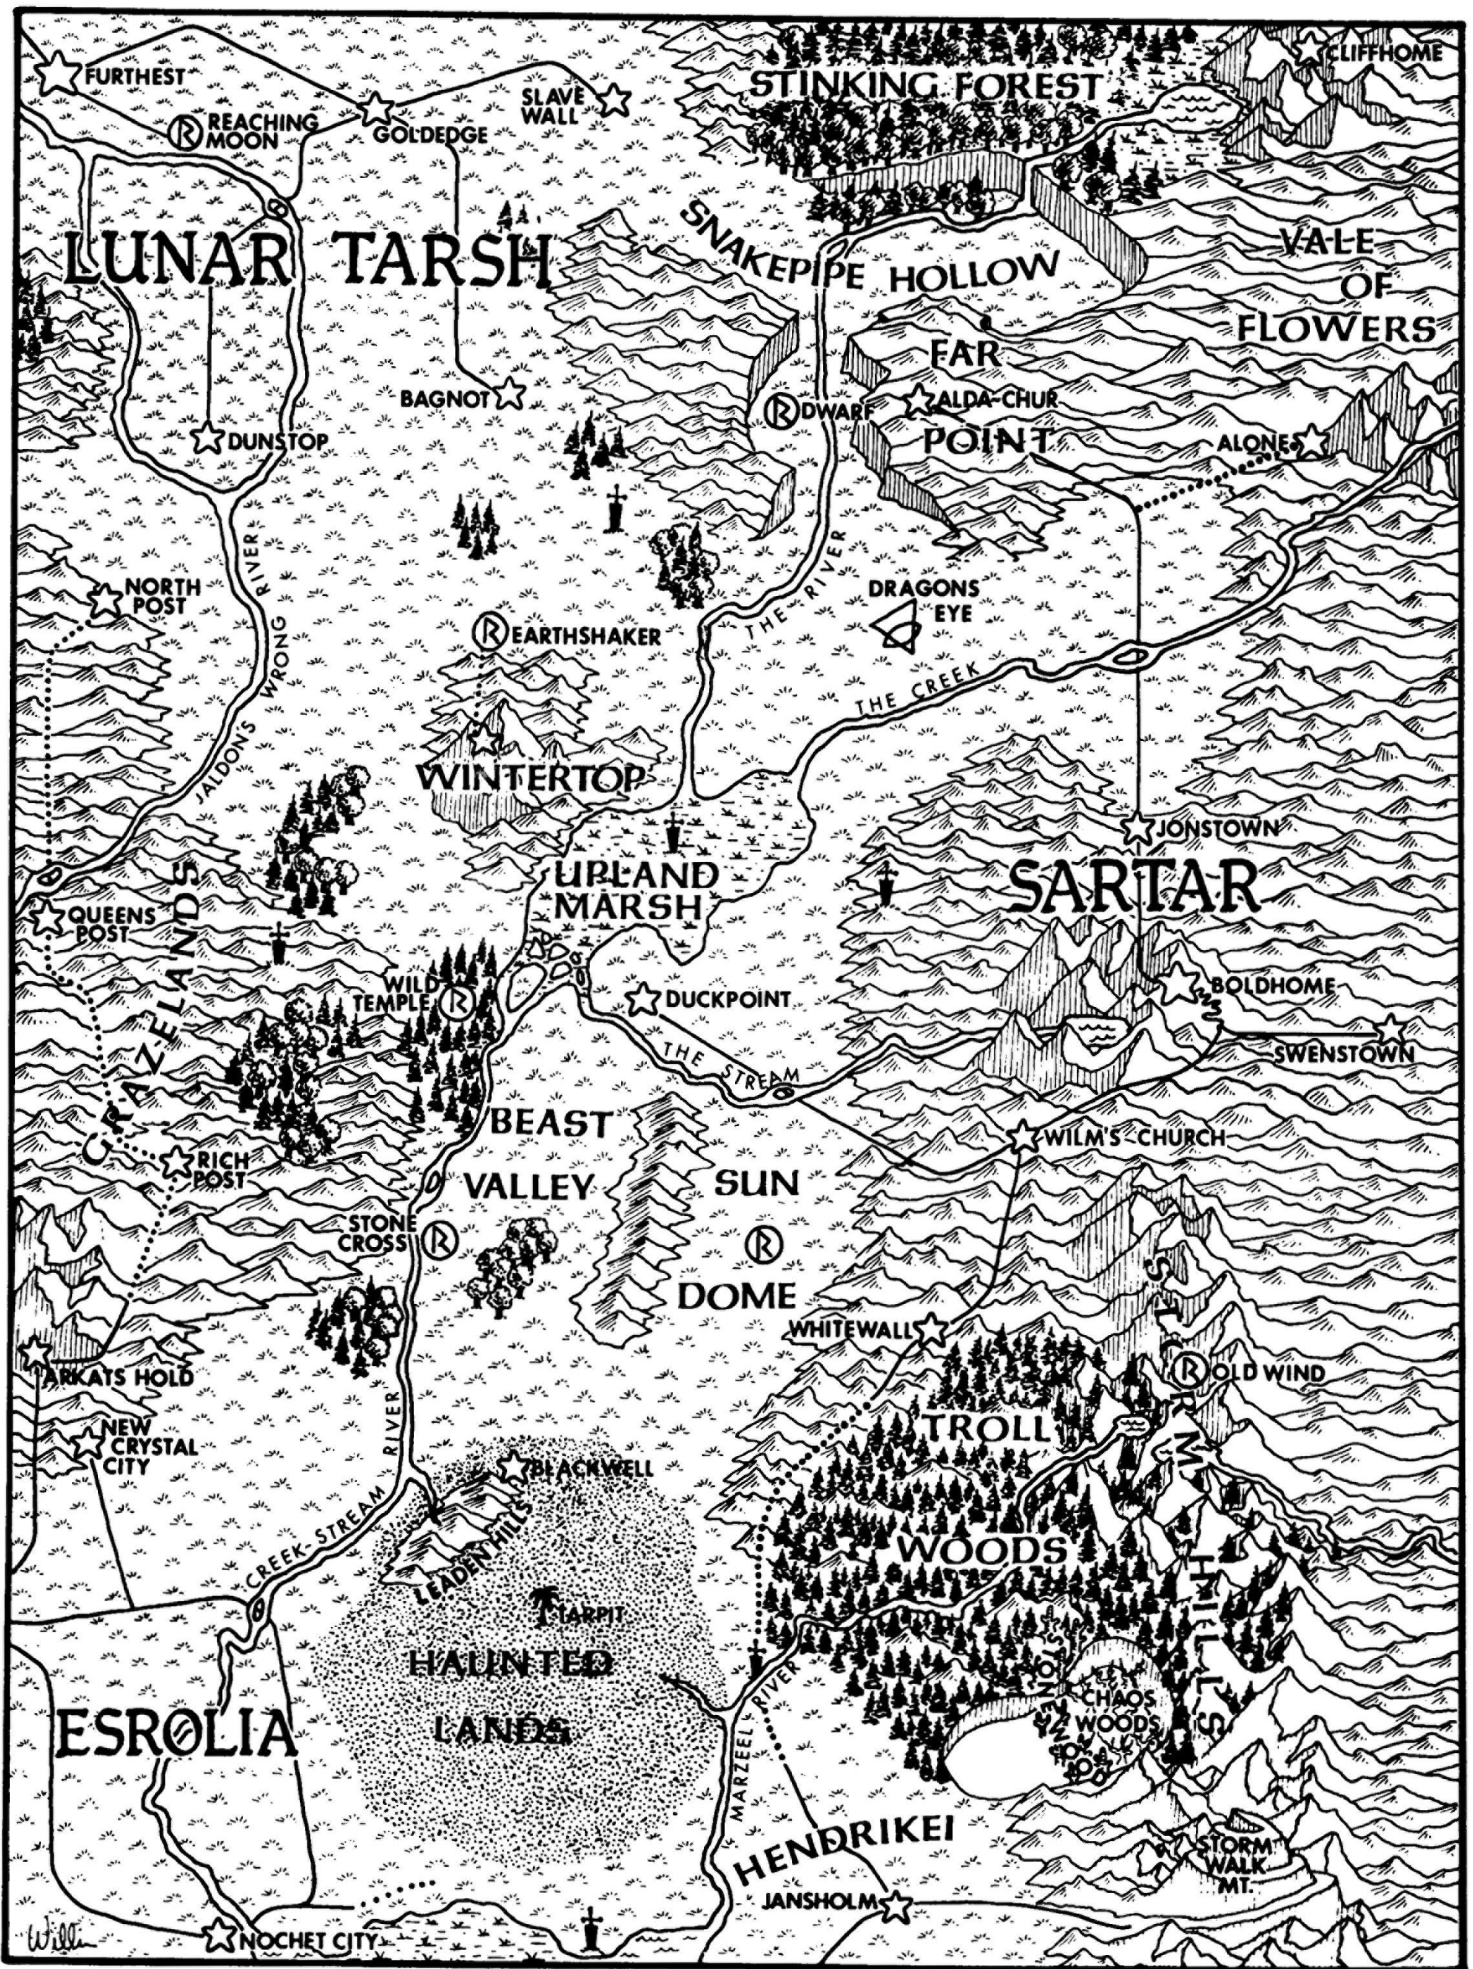 CLIFFHOME
FURTHEST
STINKING FOREST
SLAVE
WALL
REACHING
MOON
GOLDEDGE
LUNAR TARSH
SNAKEPIPE HOLLOW
VALE
OF
FLOWERS
FAR
POINT
BAGNOT
DWARF
ALDA-CHUR
DUNSTOP
ALONE
JALDON'S WRONG RIVER
NORTH
POST
THE RIVER
DRAGONS
EYE
EARTHSHAKER
THE CREEK
WINTERTOP
JONSTOWN
UPLAND
MARSH
SARTAR
QUEENS
POST
GRAZELANDS
WILD
TEMPLE
DUCKPOINT
BOLDHOME
SWENSTOWN
THE STREAM
BEAST
VALLEY
WILM'S CHURCH
RICH
POST
SUN
DOME
STONE
CROSS
WHITEWALL
STORM HILLS
OLD WIND
ARKATS HOLD
NEW
CRYSTAL
CITY
TROLL
WOODS
BLACKWELL
CREEK-STREAM RIVER
LEADEN HILLS
TARPIT
HAUNTED
LANDS
STONEWOOD
CHAOS
WOODS
ESROLIA
MARZEEL RIVER
HENDRIKEI
STORM
WALK
MT.
JANSHOLM
NOCHET CITY